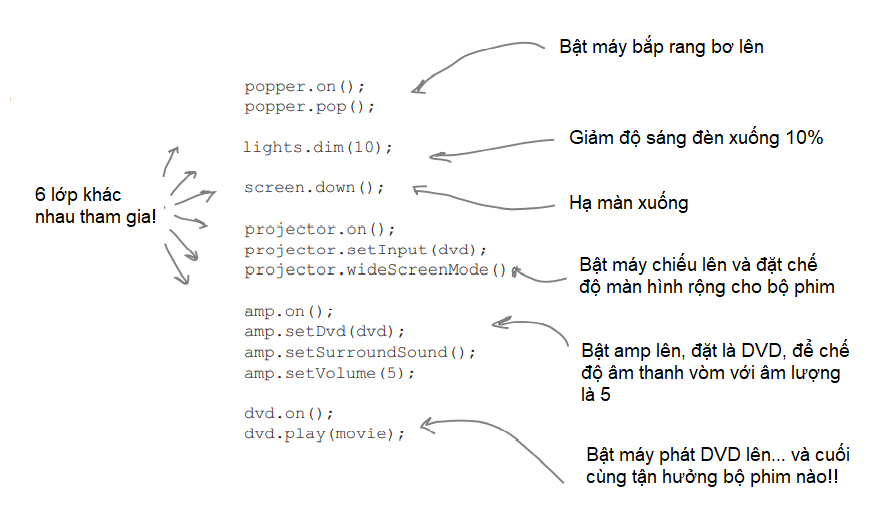 Bật máy bắp rang bơ lên
popper.on();
popper.pop();
Giảm độ sáng đèn xuống 10%
lights.dim(10);
6 lớp khác
nhau tham gia!
screen.down();
Hạ màn xuống
projector.on();
projector.setInput(dvd);
projector.wideScreenMode()
Bật máy chiếu lên và đặt chế
độ màn hình rộng cho bộ phim
amp.on();
amp.setDvd(dvd);
amp.setSurroundSound();
amp.setVolume(5);
Bật amp lên, đặt là DVD, để chế
độ âm thanh vòm với âm lượng
là 5
dvd.on();
dvd.play(movie);
Bật máy phát DVD lên... và cuối
cùng tận hưởng bộ phim nào!!